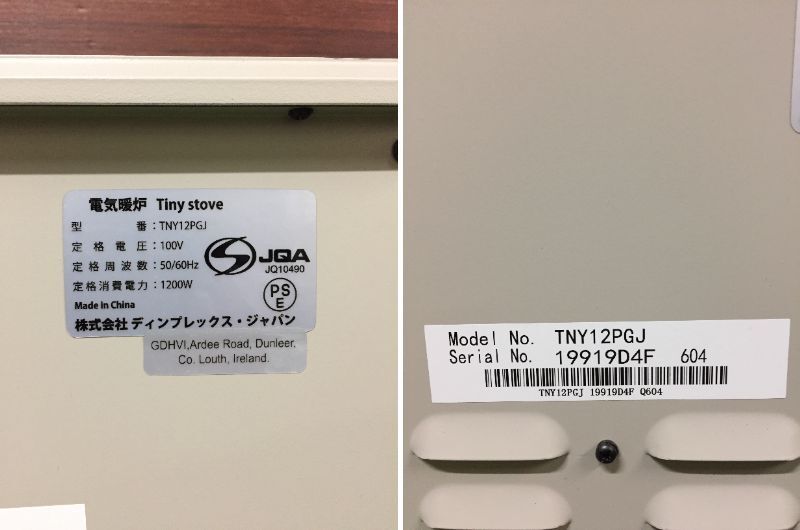 電気暖炉 Tiny stove
型 番：TNY12PGJ
定格電圧：100V
定格周波数：50/60Hz
定格消費電力：1200W
Made in China
JQA
JQ10490
PS
E
株式会社 ディンプレックス・ジャパン
GDHVI,Ardee Road, Dunleer,
Co. Louth, Ireland.
Model No. TNY12PGJ
Serial No. 19919D4F 604
TNY12PGJ 19919D4F Q604